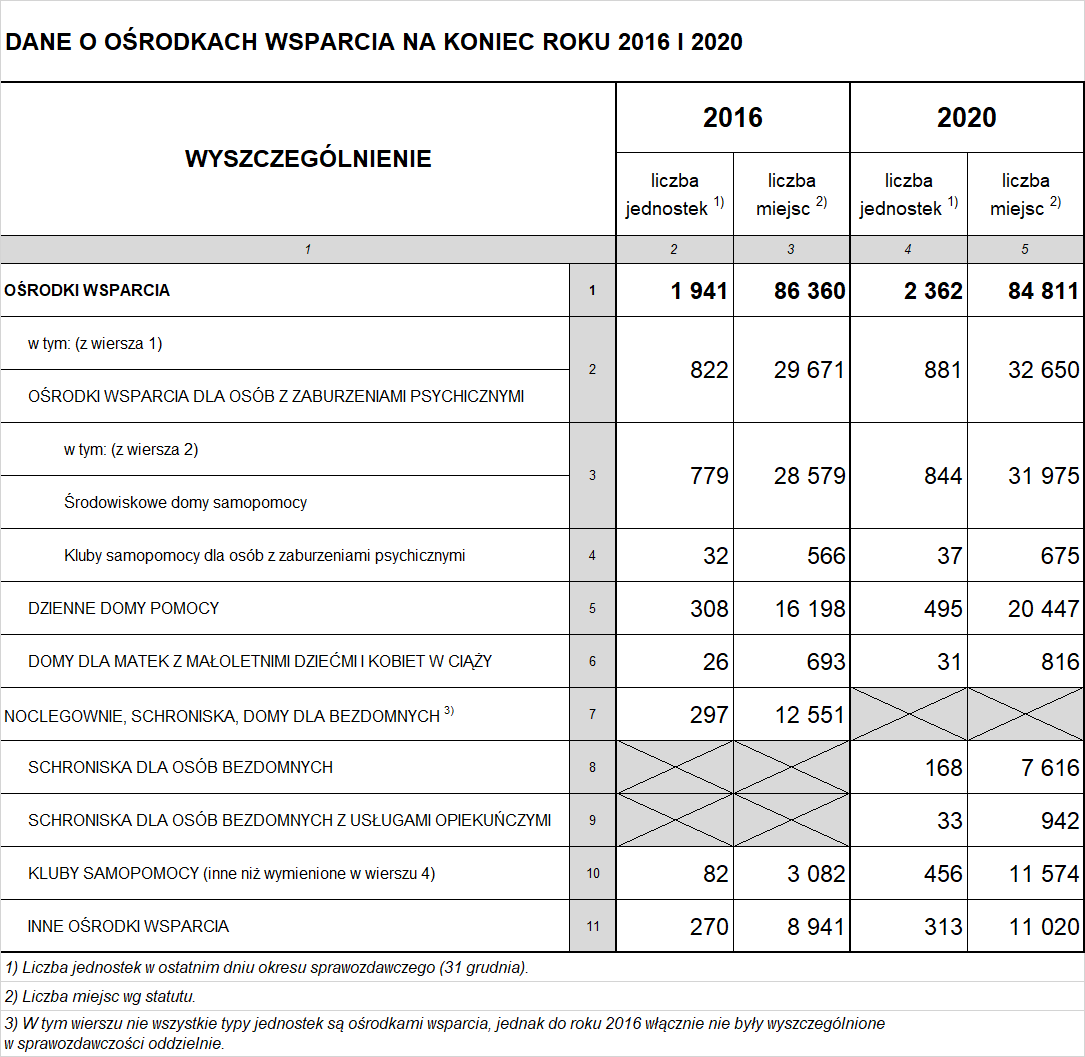 DANE O OŚRODKACH WSPARCIA NA KONIEC ROKU 2016 I 2020
WYSZCZEGÓLNIENIE 2016 2020
liczba jednostek 1) liczba miejsc 2) liczba jednostek 1) liczba miejsc 2)
1 2 3 4 5
OŚRODKI WSPARCIA 1 1 941 86 360 2 362 84 811
w tym: (z wiersza 1)
OŚRODKI WSPARCIA DLA OSÓB Z ZABURZENIAMI PSYCHICZNYMI 2 822 29 671 881 32 650
w tym: (z wiersza 2)
Środowiskowe domy samopomocy 3 779 28 579 844 31 975
Kluby samopomocy dla osób z zaburzeniami psychicznymi 4 32 566 37 675
DZIENNE DOMY POMOCY 5 308 16 198 495 20 447
DOMY DLA MATEK Z MAŁOLETNIMI DZIEĆMI I KOBIET W CIĄŻY 6 26 693 31 816
NOCLEGOWNIE, SCHRONISKA, DOMY DLA BEZDOMNYCH 3) 7 297 12 551
SCHRONISKA DLA OSÓB BEZDOMNYCH 8 168 7 616
SCHRONISKA DLA OSÓB BEZDOMNYCH Z USŁUGAMI OPIEKUŃCZYMI 9 33 942
KLUBY SAMOPOMOCY (inne niż wymienione w wierszu 4) 10 82 3 082 456 11 574
INNE OŚRODKI WSPARCIA 11 270 8 941 313 11 020
1) Liczba jednostek w ostatnim dniu okresu sprawozdawczego (31 grudnia).
2) Liczba miejsc wg statutu.
3) W tym wierszu nie wszystkie typy jednostek są ośrodkami wsparcia, jednak do roku 2016 włącznie nie były wyszczególnione
w sprawozdawczości oddzielnie.